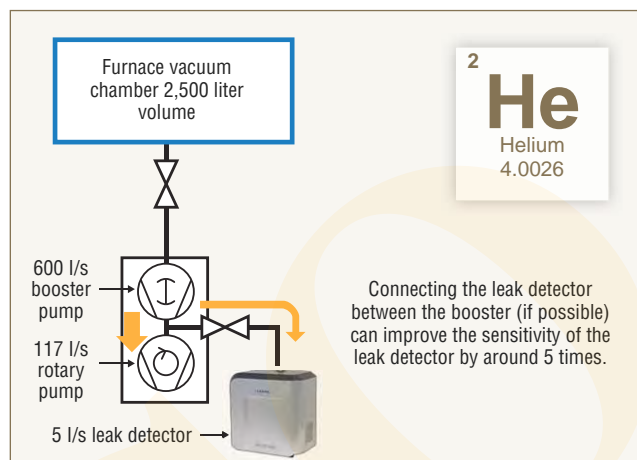 Furnace vacuum
chamber 2,500 liter
volume
2
He
Helium
4.0026
600 l/s
booster
pump
117 l/s
rotary
pump
5 l/s leak detector
Connecting the leak detector
between the booster (if possible)
can improve the sensitivity of the
leak detector by around 5 times.